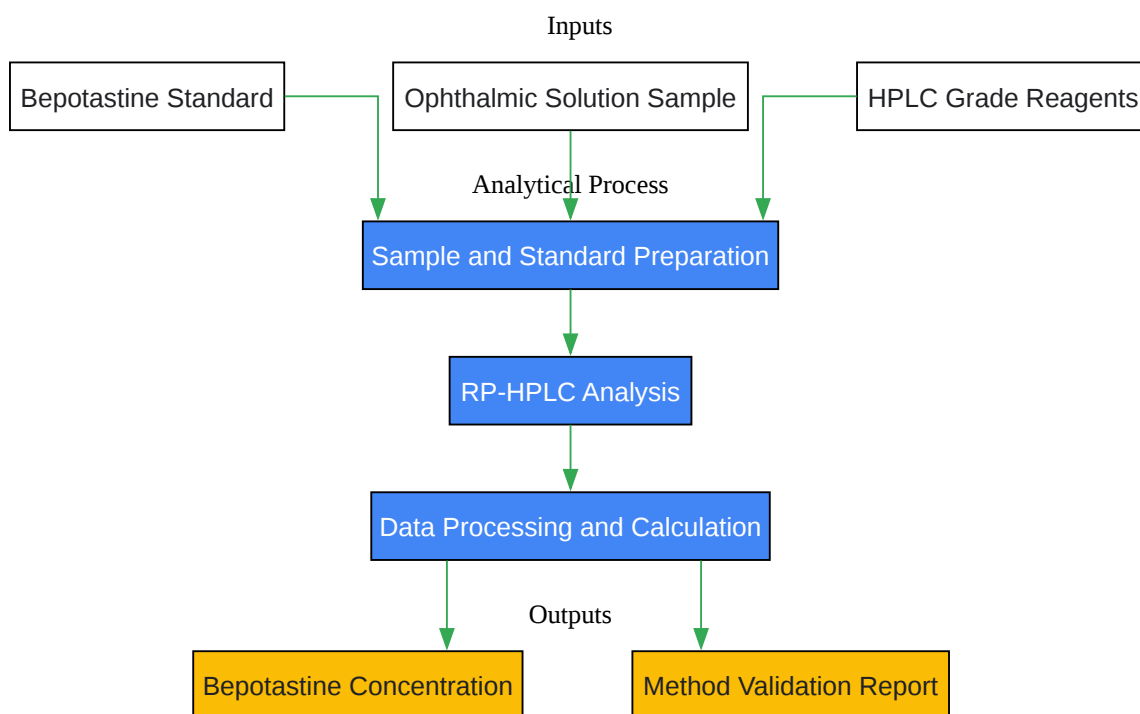 Inputs
Bepotastine Standard
Ophthalmic Solution Sample
HPLC Grade Reagents
Analytical Process
Sample and Standard Preparation
RP-HPLC Analysis
Data Processing and Calculation
Outputs
Bepotastine Concentration
Method Validation Report